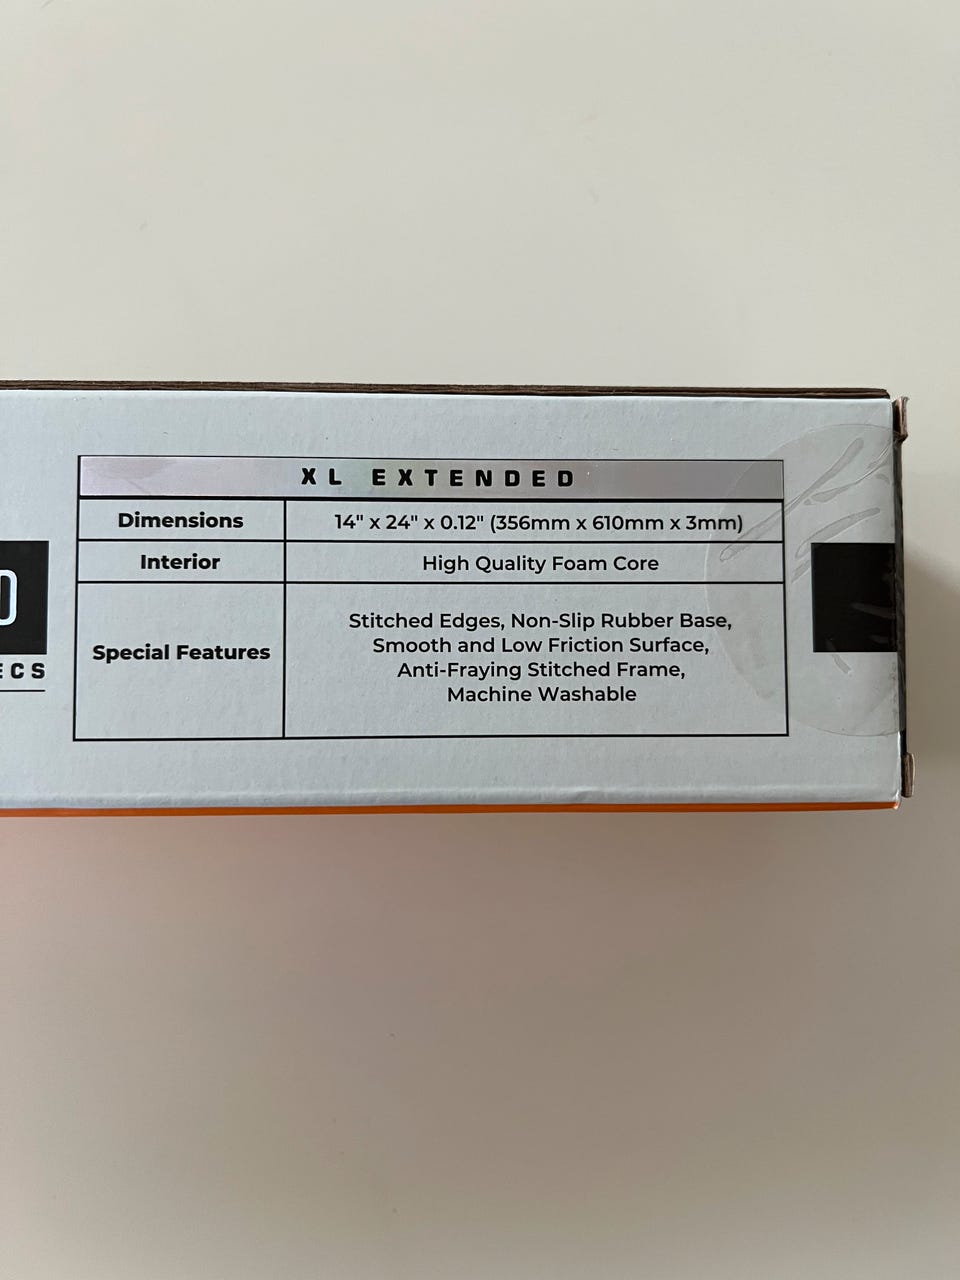 XL EXTENDED
Dimensions 14" x 24" x 0.12" (356mm x 610mm x 3mm)
Interior High Quality Foam Core
Special Features
Stitched Edges, Non-Slip Rubber Base,
Smooth and Low Friction Surface,
Anti-Fraying Stitched Frame,
Machine Washable